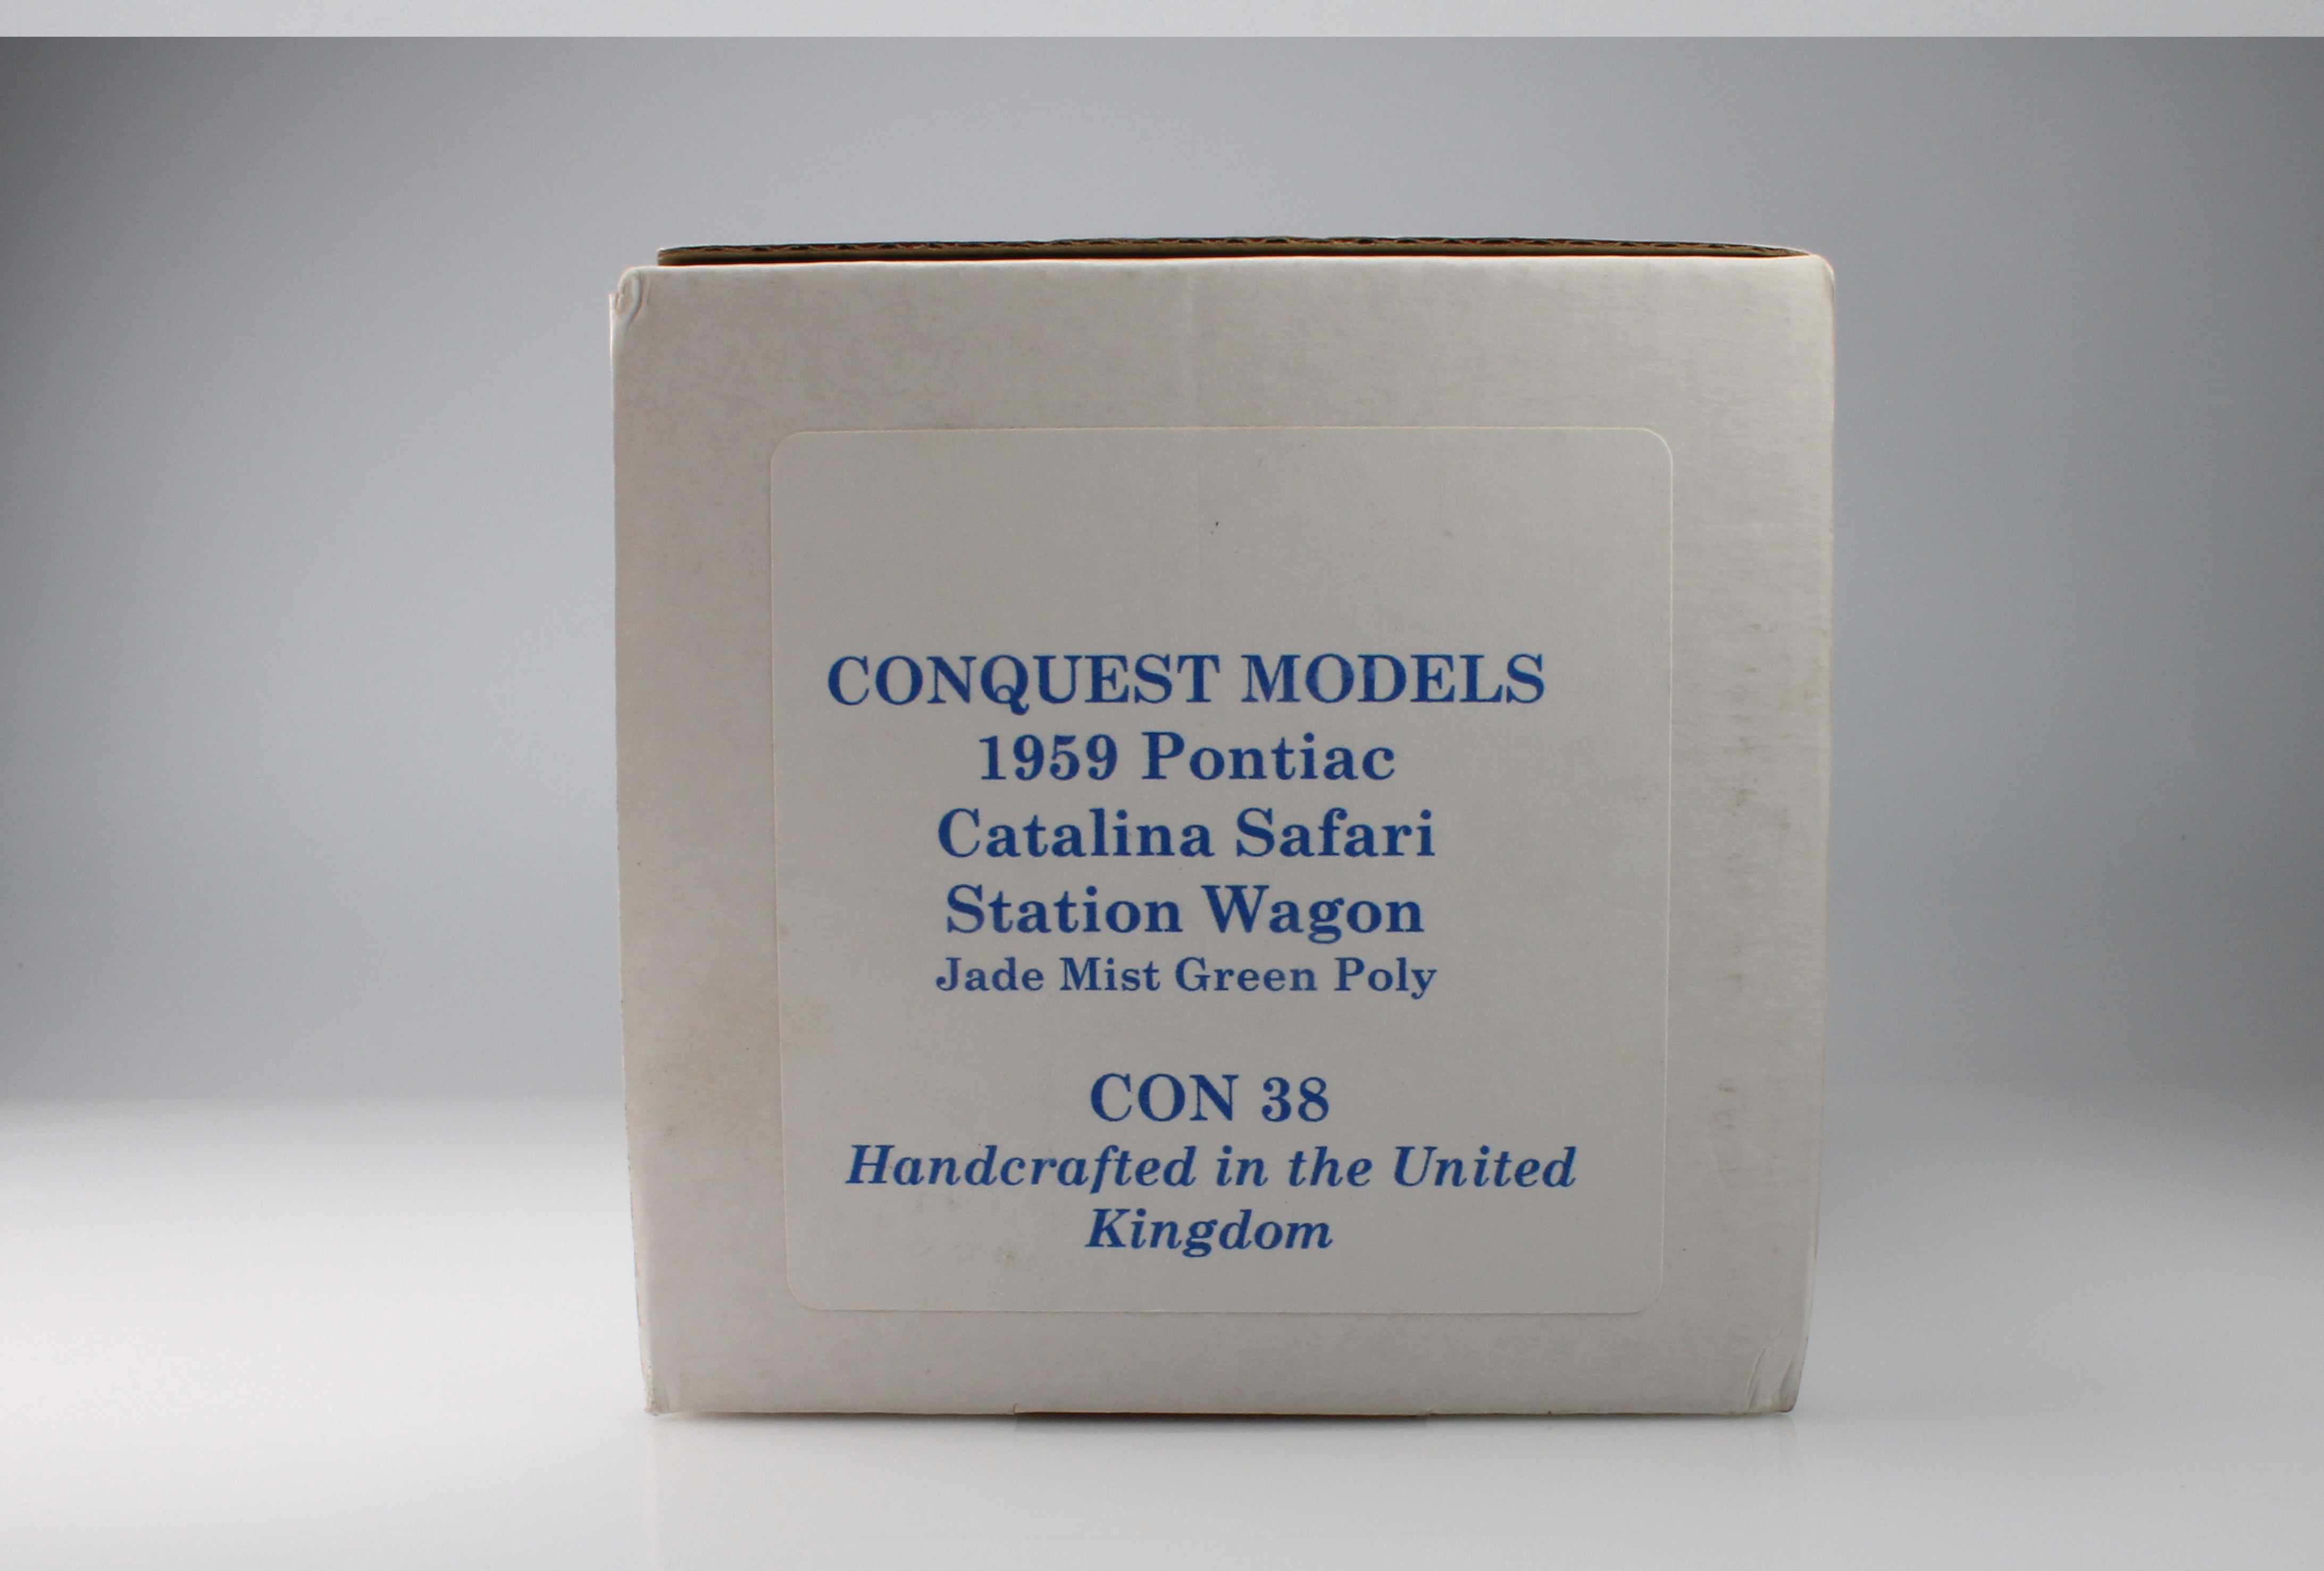 CONQUEST MODELS
1959 Pontiac
Catalina Safari
Station Wagon
Jade Mist Green Poly
CON 38
Handcrafted in the United
Kingdom